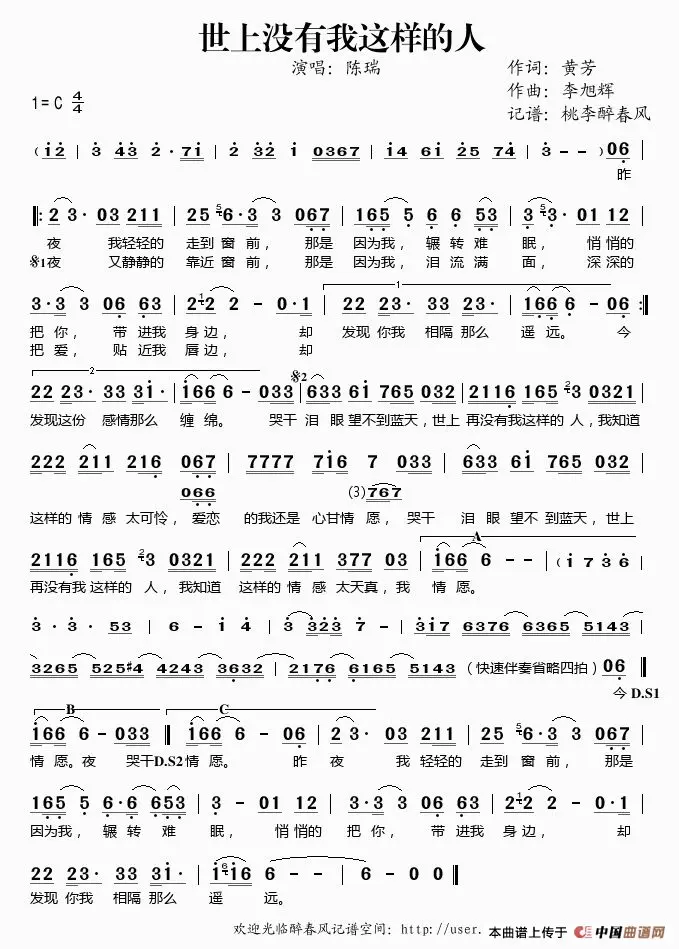 世上没有我这样的人
演唱：陈瑞
作词：黄芳
作曲：李旭辉
记谱：桃李醉春风
1=C 4/4
(i2 | 3 43 2· 7i | 2 32 i 0367 | i4 6i 25 74 | 3 - - ) 06 |
昨
||: 2 3· 03 211 | 25 5 6·3 3 067 | 165 5 6 6 53 | 3 5 3· 01 12 |
夜 我轻轻的 走到窗前，那是 因为我，辗转难 眠，悄悄的
𝄋1夜 又静静的 靠近窗前，那是 因为我，泪流满 面，深深的
1
3·3 3 06 63 | 2 1 2 2 - 0·1 | 22 23· 33 23· | 166 6 - 06 :||
把你，带进我 身边，却 发现你我相隔那么 遥远。今
把爱，贴近我 唇边，却
2
𝄋2
22 23· 33 3i· | i66 6 - 033 | 633 6i 765 032 | 2116 165 2 3 0321 |
发现这份 感情那么 缠绵。 哭干 泪眼望不到蓝天，世上 再没有我这样的人，我知道
222 211 216 067 | 7777 7i6 7 033 | 633 6i 765 032 |
066 (3) 767
这样的情感太可怜，爱恋 的我还是心甘情愿，哭干 泪眼望不到蓝天，世上
A
2116 165 2 3 0321 | 222 211 377 03 | i66 6 - - | (i 7 3 6 |
再没有我这样的人，我知道 这样的情感太天真，我 情愿。
3· 3· 53 | 6 - i 4 | 3 323 7 - | 3i7 6376 6365 5143 |
3265 525#4 4243 3632 | 2176 6165 5143 (快速伴奏省略四拍) 06 ||
今D.S1
B
C
i66 6 - 033 || i66 6 - 06 | 2 3· 03 211 | 25 5 6·3 3 067 |
情愿。夜 哭干D.S2情愿。 昨 夜 我轻轻的 走到窗前，那是
165 5 6·6 653 | 3· - 01 12 | 3·3 3 06 63 | 2 1 2 2 - 0·1 |
因为我，辗转难 眠，悄悄的 把你，带进我 身边，却
22 23· 33 3i· | i 6 i6 6 - | 6 - - 00 ||
发现你我相隔那么 遥 远。
欢迎光临醉春风记谱空间：http://user.
本曲谱上传于 中国曲谱网